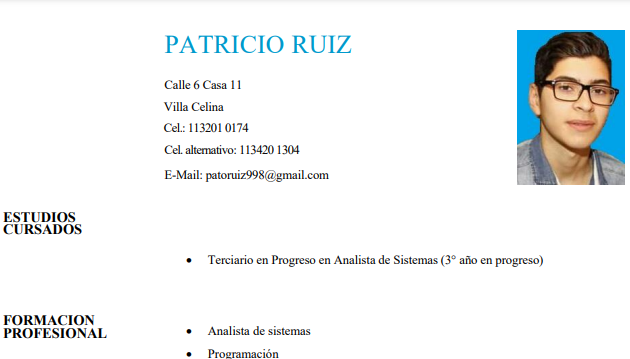 PATRICIO RUIZ
Calle 6 Casa 11
Villa Celina
Cel.: 113201 0174
Cel. alternativo: 113420 1304
E-Mail: patoruiz998@gmail.com
ESTUDIOS
CURSADOS
• Terciario en Progreso en Analista de Sistemas (3° año en progreso)
FORMACION
PROFESIONAL
• Analista de sistemas
• Programación